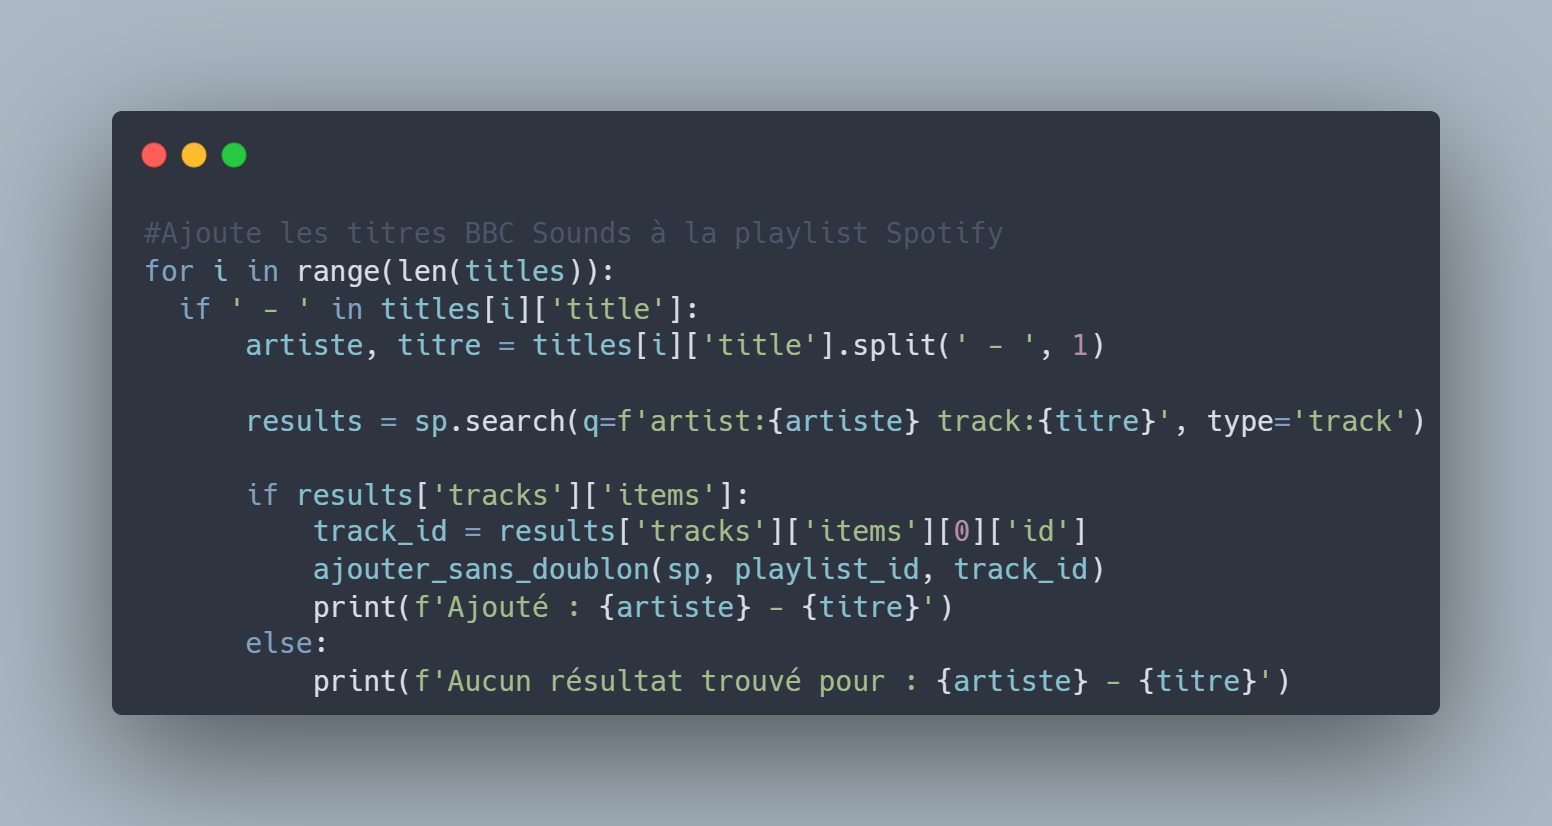 #Ajoute les titres BBC Sounds à la playlist Spotify
for i in range(len(titles)):
  if ' - ' in titles[i]['title']:
      artiste, titre = titles[i]['title'].split(' - ', 1)
      results = sp.search(q=f'artist:{artiste} track:{titre}', type='track')
      if results['tracks']['items']:
          track_id = results['tracks']['items'][0]['id']
          ajouter_sans_doublon(sp, playlist_id, track_id)
          print(f'Ajouté : {artiste} - {titre}')
      else:
          print(f'Aucun résultat trouvé pour : {artiste} - {titre}')